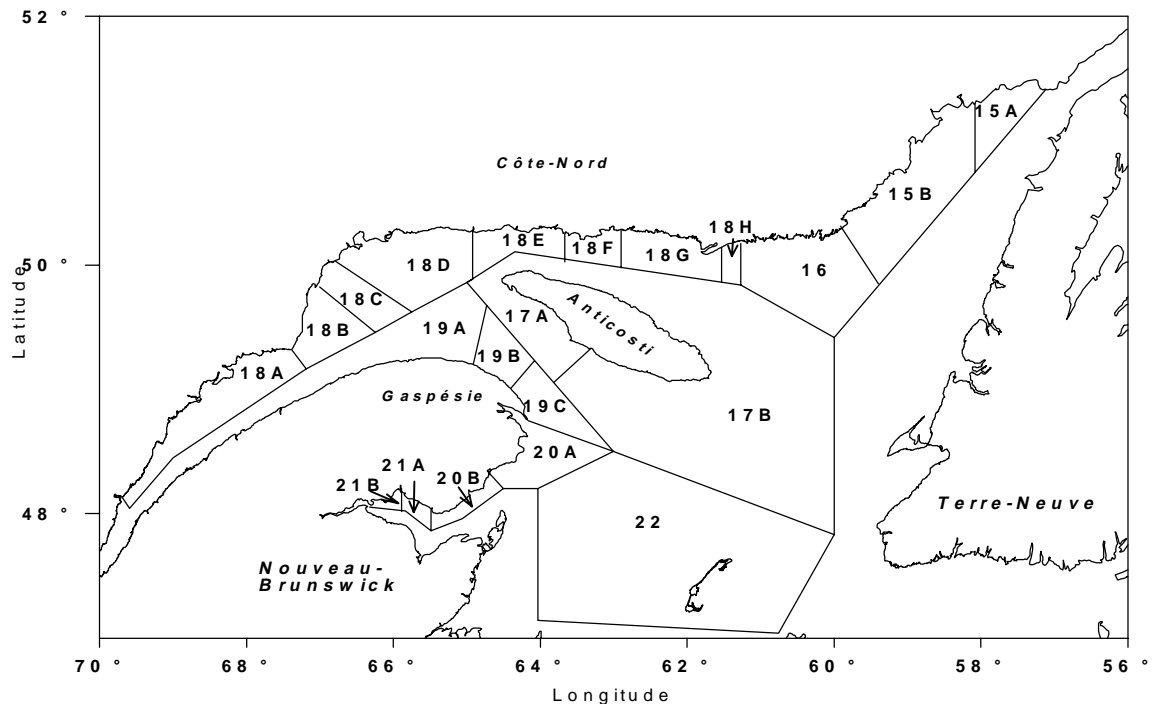 52 °
15A
Côte-Nord
15B
18H
18E
18F
18G
50 °
18D
16
Latitude
18C
Anticosti
17A
18B
19A
19B
18A
Gaspésie
19C
17B
20A
21A
20B
21B
48 °
22
Terre-Neuve
Nouveau-
Brunswick
70 ° 68 ° 66 ° 64 ° 62 ° 60 ° 58 ° 56 °
Longitude